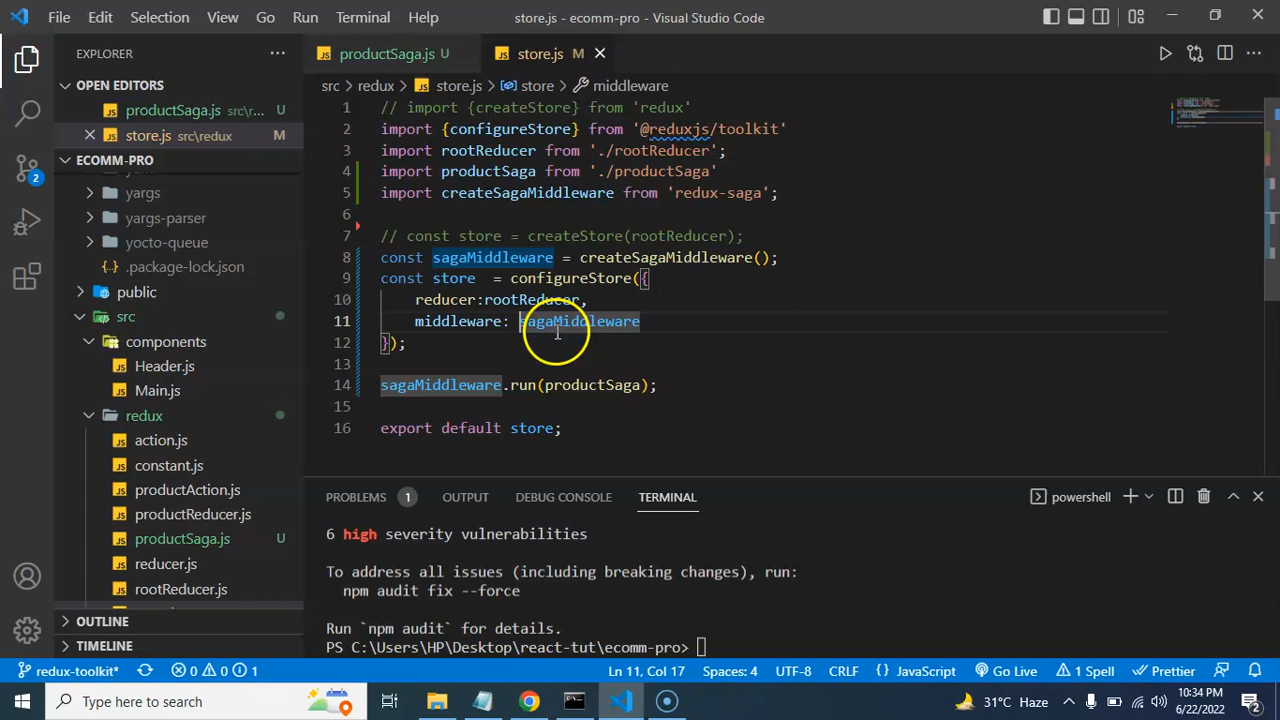 File Edit Selection View Go Run Terminal Help store.js - ecomm-pro - Visual Studio Code
EXPLORER
OPEN EDITORS
productSaga.js src\r... U
store.js src\redux M
ECOMM-PRO
yargs
yargs-parser
yocto-queue
.package-lock.json
public
src
components
Header.js
Main.js
redux
action.js
constant.js
productAction.js
productReducer.js
productSaga.js U
reducer.js
rootReducer.js
OUTLINE
TIMELINE
2
productSaga.js U store.js M
src > redux > store.js > store > middleware
1 // import {createStore} from 'redux'
2 import {configureStore} from '@reduxjs/toolkit'
3 import rootReducer from './rootReducer';
4 import productSaga from './productSaga'
5 import createSagaMiddleware from 'redux-saga';
6
7 // const store = createStore(rootReducer);
8 const sagaMiddleware = createSagaMiddleware();
9 const store  = configureStore({
10 reducer:rootReducer,
11 middleware: sagaMiddleware
12 });
13
14 sagaMiddleware.run(productSaga);
15
16 export default store;
PROBLEMS 1 OUTPUT DEBUG CONSOLE TERMINAL powershell
6 high severity vulnerabilities
To address all issues (including breaking changes), run:
npm audit fix --force
Run `npm audit` for details.
PS C:\Users\HP\Desktop\react-tut\ecomm-pro>
redux-toolkit* 0 0 1 Ln 11, Col 17 Spaces: 4 UTF-8 CRLF {} JavaScript Go Live 1 Spell Prettier
Type here to search 31°C Haze 10:34 PM
6/22/2022 2